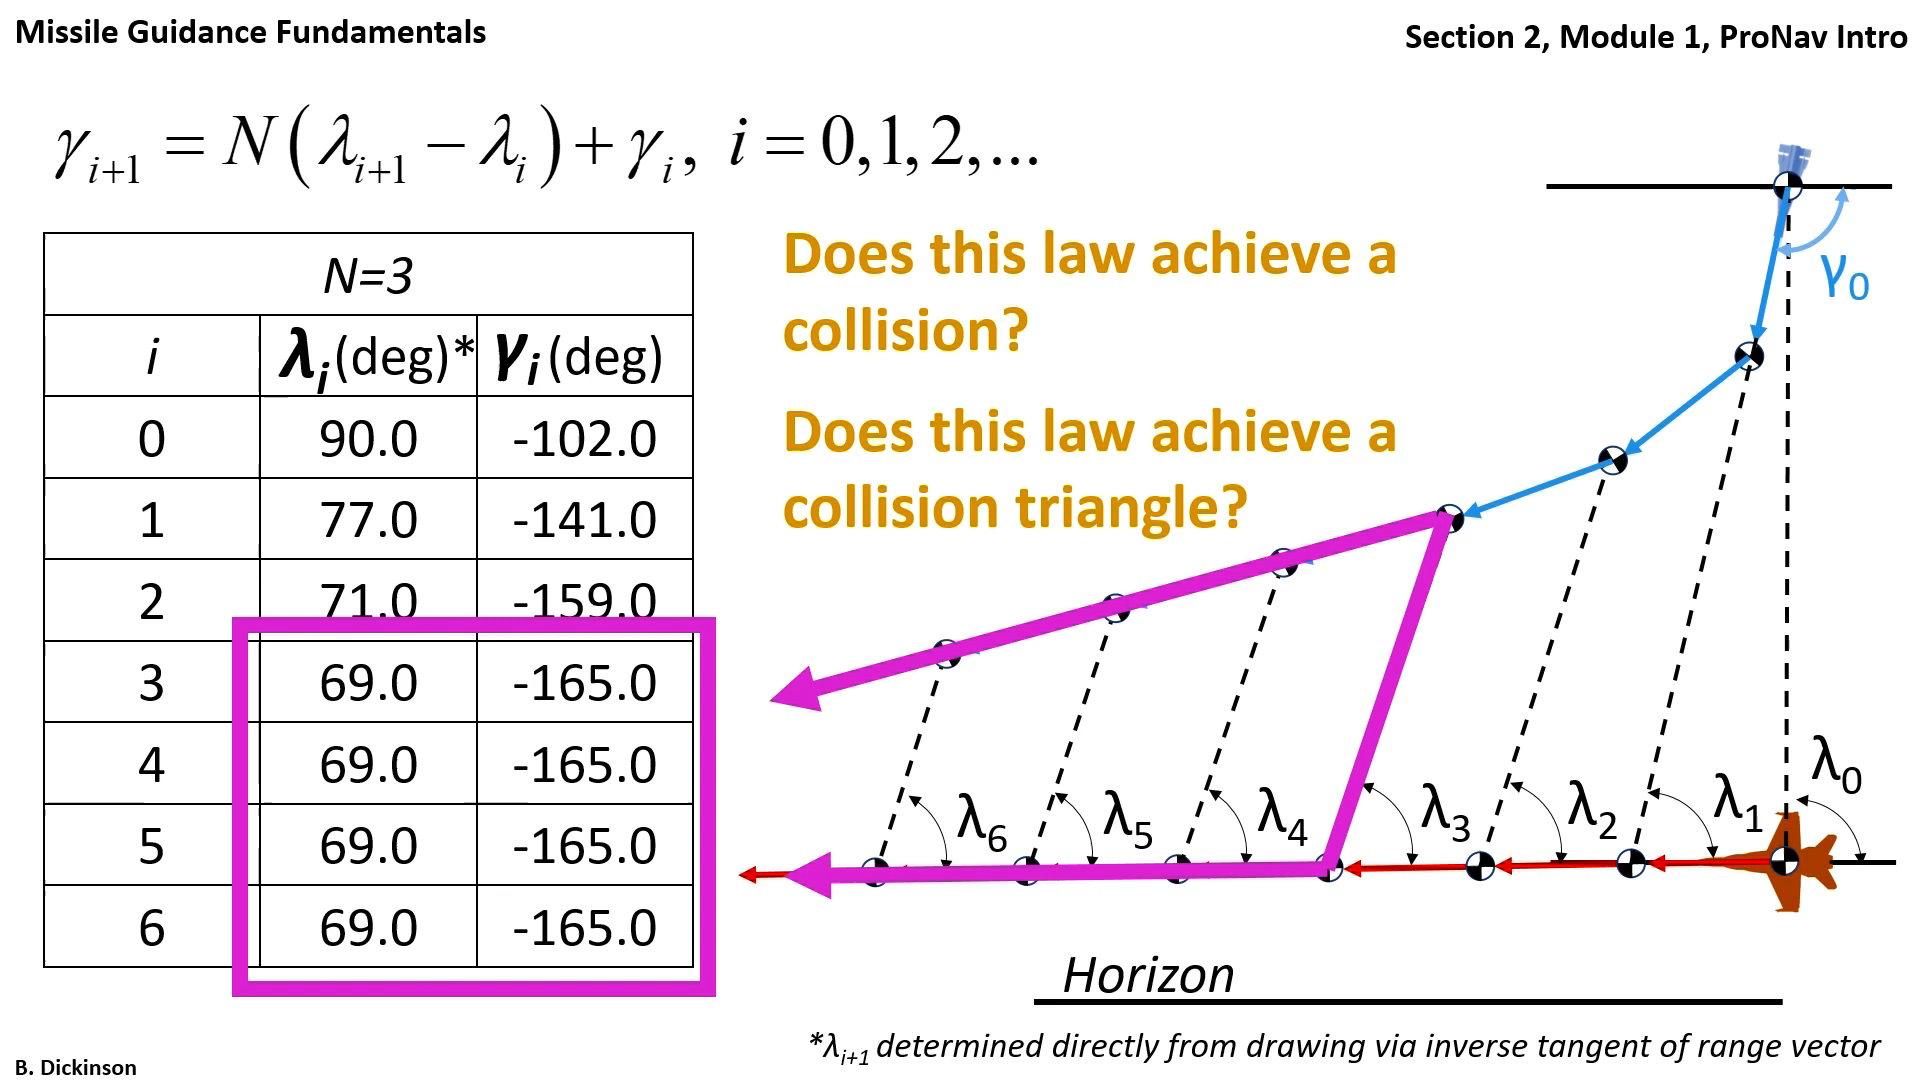 Missile Guidance Fundamentals
Section 2, Module 1, ProNav Intro
γᵢ₊₁ = N(λᵢ₊₁ − λᵢ) + γᵢ, i = 0,1,2,...
N=3
i λᵢ(deg)* γᵢ(deg)
0 90.0 -102.0
1 77.0 -141.0
2 71.0 -159.0
3 69.0 -165.0
4 69.0 -165.0
5 69.0 -165.0
6 69.0 -165.0
Does this law achieve a
collision?
Does this law achieve a
collision triangle?
γ₀
λ₆ λ₅ λ₄ λ₃ λ₂ λ₁ λ₀
Horizon
*λᵢ₊₁ determined directly from drawing via inverse tangent of range vector
B. Dickinson